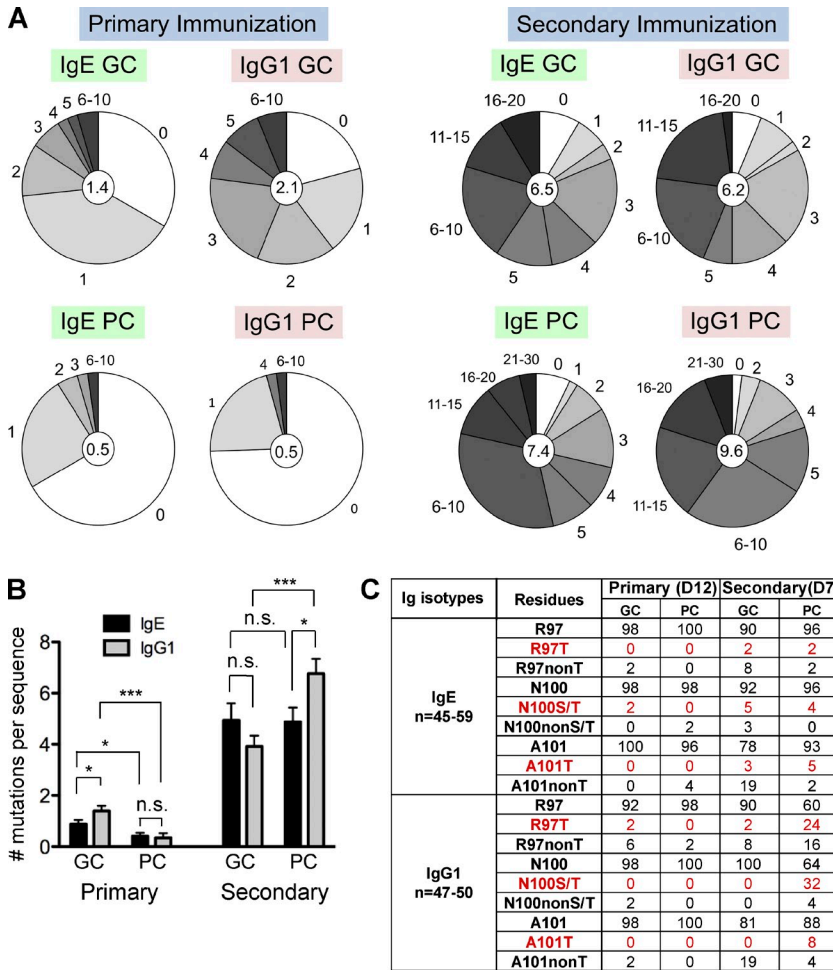 A
Primary Immunization
Secondary Immunization
IgE GC
IgG1 GC
IgE GC
IgG1 GC
0
1
2
3
4
5
6-10
1.4
0
1
2
3
4
5
6-10
2.1
0
1
2
3
4
5
6-10
11-15
16-20
6.5
0
1
2
3
4
5
6-10
11-15
16-20
6.2
IgE PC
IgG1 PC
IgE PC
IgG1 PC
0
1
2
3
6-10
0.5
0
1
4
6-10
0.5
0
1
2
3
4
5
6-10
11-15
16-20
21-30
7.4
0
2
3
4
5
6-10
11-15
16-20
21-30
9.6
B
# mutations per sequence
8
6
4
2
0
IgE
IgG1
*
*
***
n.s.
n.s.
n.s.
***
*
GC PC GC PC
Primary Secondary
C
Ig isotypes Residues Primary (D12) Secondary(D7
GC PC GC PC
IgE
n=45-59
R97 98 100 90 96
R97T 0 0 2 2
R97nonT 2 0 8 2
N100 98 98 92 96
N100S/T 2 0 5 4
N100nonS/T 0 2 3 0
A101 100 96 78 93
A101T 0 0 3 5
A101nonT 0 4 19 2
IgG1
n=47-50
R97 92 98 90 60
R97T 2 0 2 24
R97nonT 6 2 8 16
N100 98 100 100 64
N100S/T 0 0 0 32
N100nonS/T 2 0 0 4
A101 98 100 81 88
A101T 0 0 0 8
A101nonT 2 0 19 4